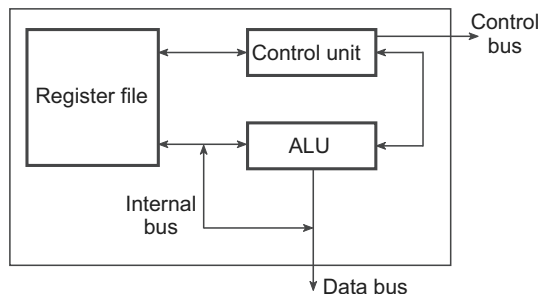 Control
bus
Control unit
Register file
ALU
Internal
bus
Data bus